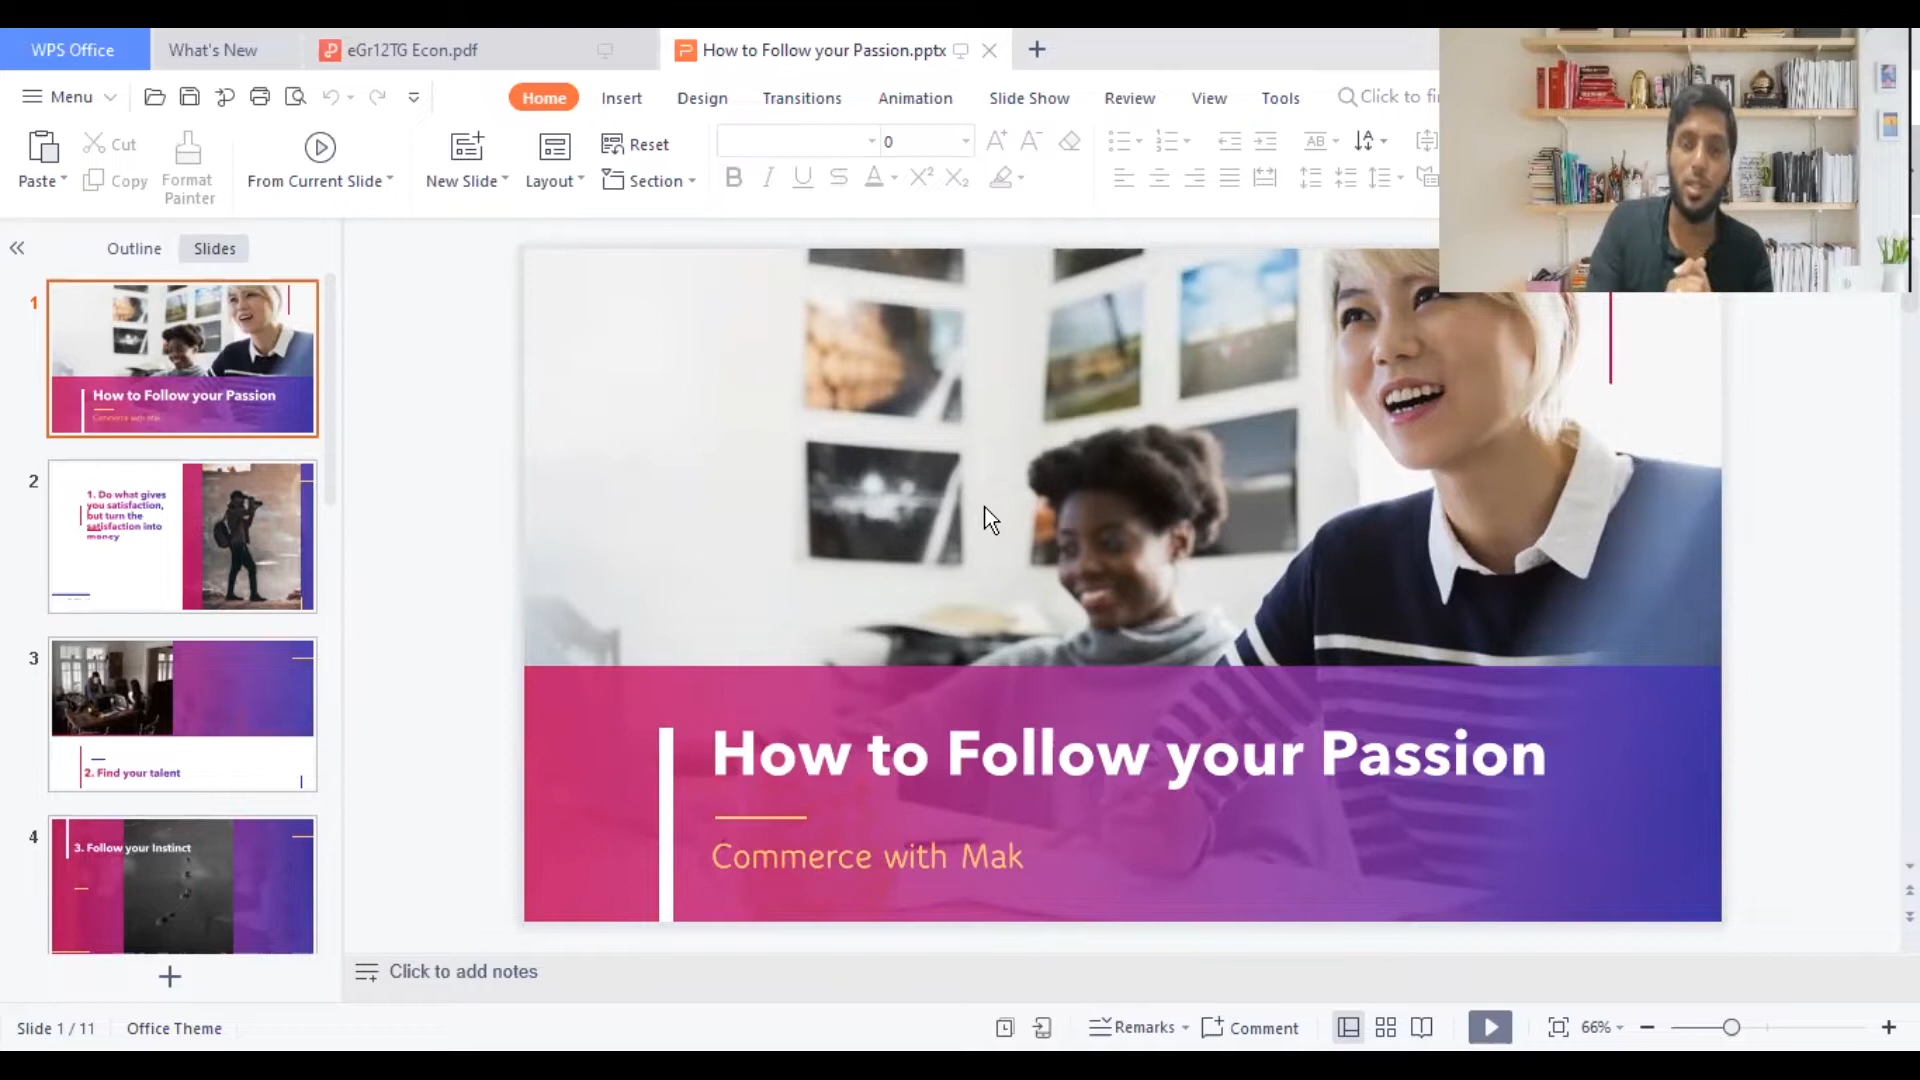 WPS Office
What's New
eGr12TG Econ.pdf
How to Follow your Passion.pptx
Menu
Home
Insert
Design
Transitions
Animation
Slide Show
Review
View
Tools
Click to fi
Paste
Cut
Copy
Format
Painter
From Current Slide
New Slide
Layout
Reset
Section
0
Outline
Slides
1
How to Follow your Passion
Commerce with Mak
2
1. Do what gives
you satisfaction,
but turn the
satisfaction into
money
3
2. Find your talent
4
3. Follow your Instinct
How to Follow your Passion
Commerce with Mak
Click to add notes
Slide 1 / 11
Office Theme
Remarks
Comment
66%